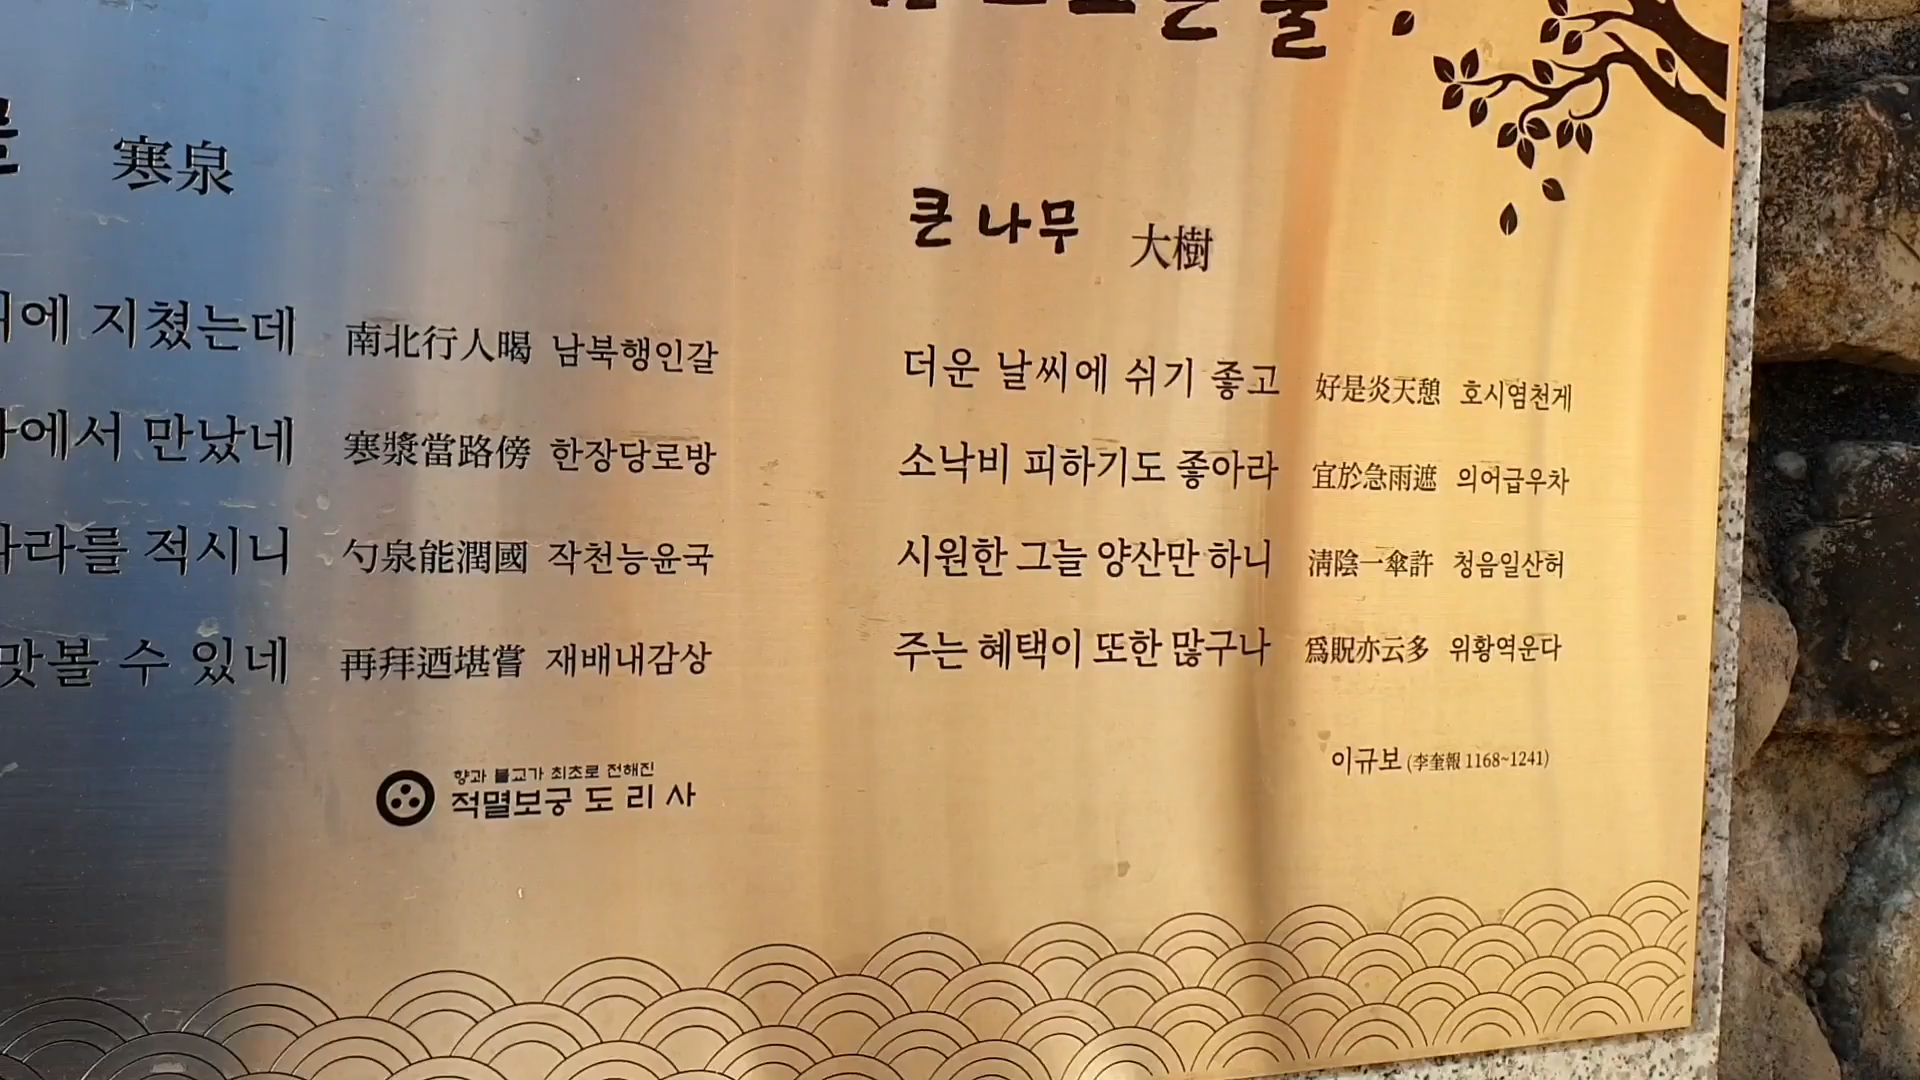 寒泉
지쳤는데 南北行人暍 남북행인갈
만났네 寒漿當路傍 한장당로방
적시니 勺泉能潤國 작천능윤국
맛볼 수 있네 再拜迺堪嘗 재배내감상
향과 불교가 최초로 전해진
적멸보궁 도리사
큰 나무 大樹
더운 날씨에 쉬기 좋고 好是炎天憩 호시염천게
소낙비 피하기도 좋아라 宜於急雨遮 의어급우차
시원한 그늘 양산만 하니 淸陰一傘許 청음일산허
주는 혜택이 또한 많구나 爲貺亦云多 위황역운다
이규보 (李奎報 1168~1241)